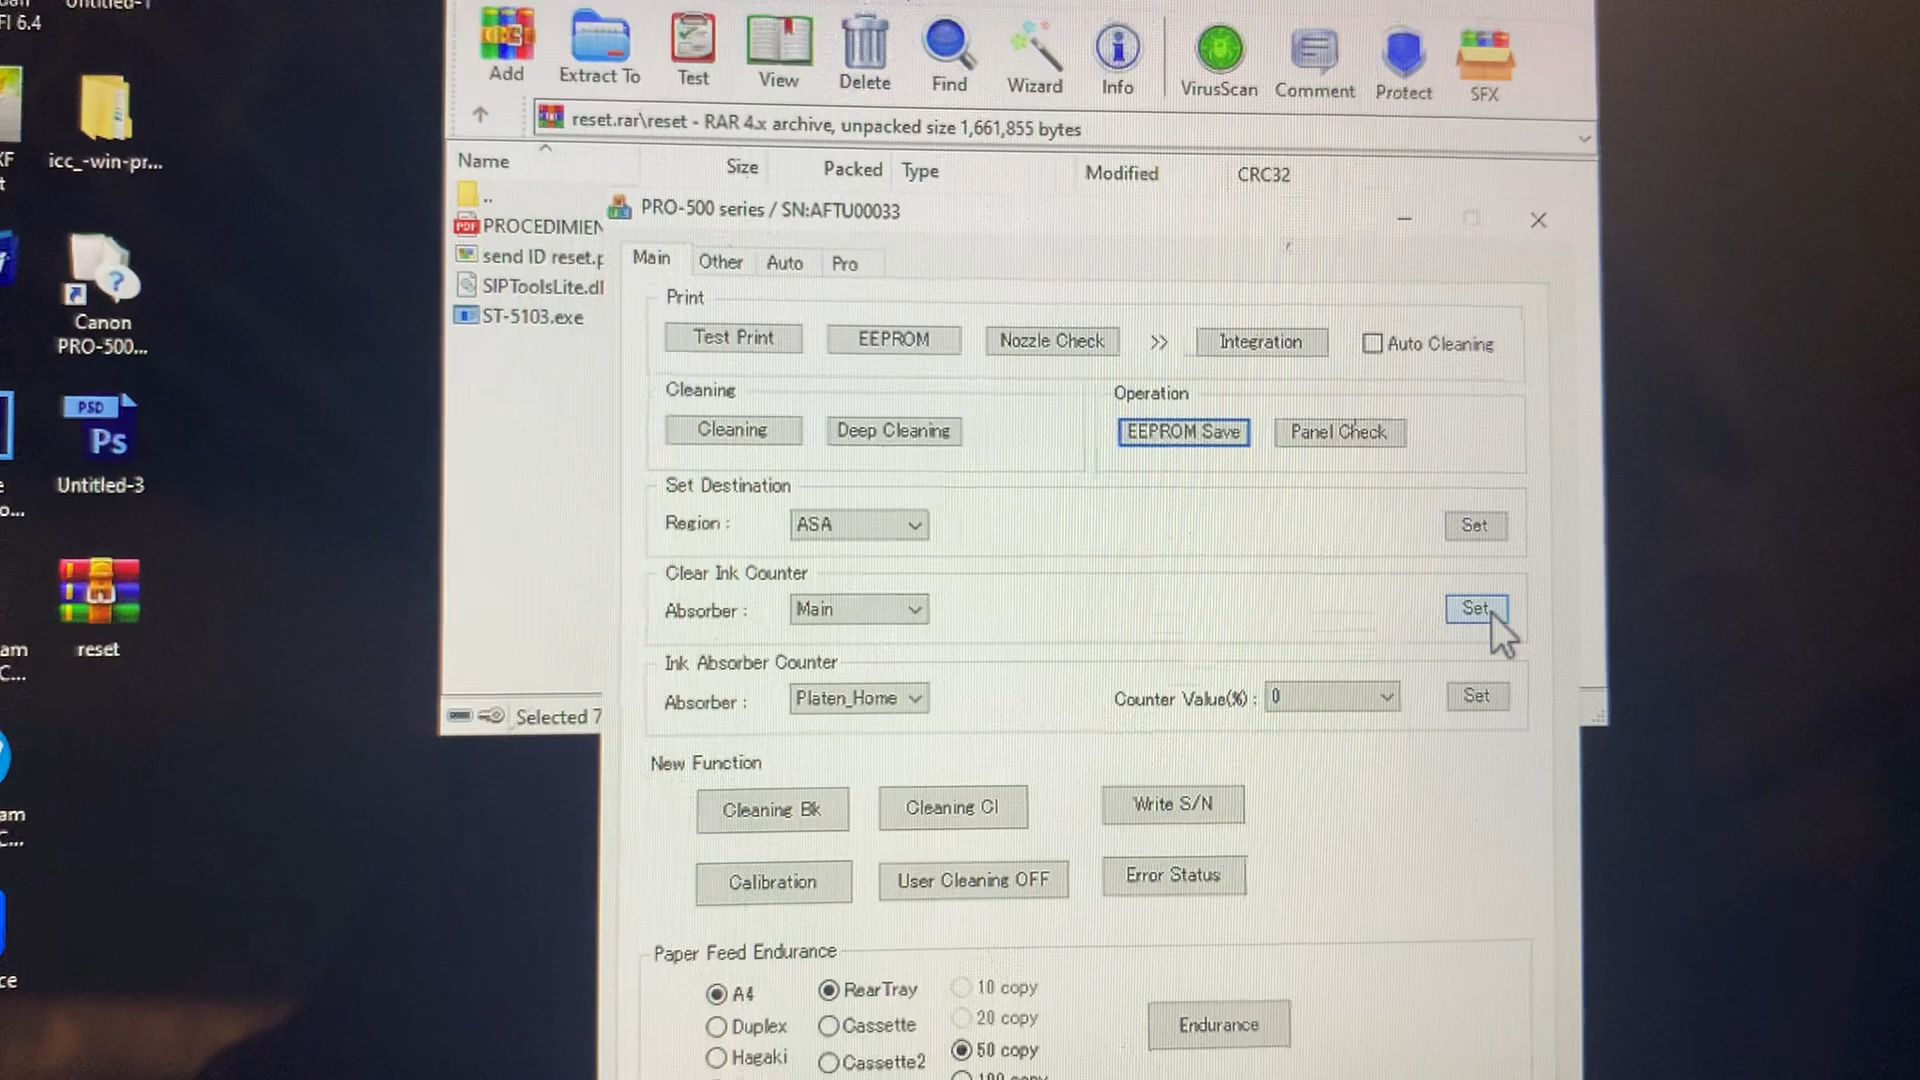 FI 6.4
Add
Extract To
Test
View
Delete
Find
Wizard
Info
VirusScan
Comment
Protect
SFX
reset.rar\reset - RAR 4.x archive, unpacked size 1,661,855 bytes
Name
Size
Packed
Type
Modified
CRC32
..
PROCEDIMIEN
send ID reset.p
SIPToolsLite.dl
ST-5103.exe
Selected 7
icc_-win-pr...
Canon
PRO-500...
PSD
Ps
Untitled-3
reset
PRO-500 series / SN:AFTU00033
Main
Other
Auto
Pro
Print
Test Print
EEPROM
Nozzle Check
>>
Integration
Auto Cleaning
Cleaning
Cleaning
Deep Cleaning
Operation
EEPROM Save
Panel Check
Set Destination
Region :
ASA
Set
Clear Ink Counter
Absorber :
Main
Set
Ink Absorber Counter
Absorber :
Platen_Home
Counter Value(%) :
0
Set
New Function
Cleaning Bk
Cleaning Cl
Write S/N
Calibration
User Cleaning OFF
Error Status
Paper Feed Endurance
A4
RearTray
10 copy
Duplex
Cassette
20 copy
Hagaki
Cassette2
50 copy
100 copy
Endurance